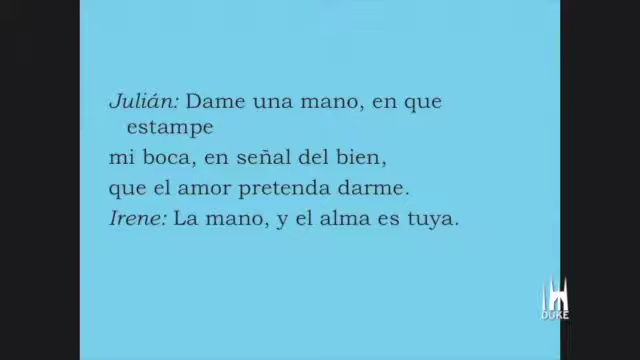 Julián: Dame una mano, en que
estampe
mi boca, en señal del bien,
que el amor pretenda darme.
Irene: La mano, y el alma es tuya.
DUKE